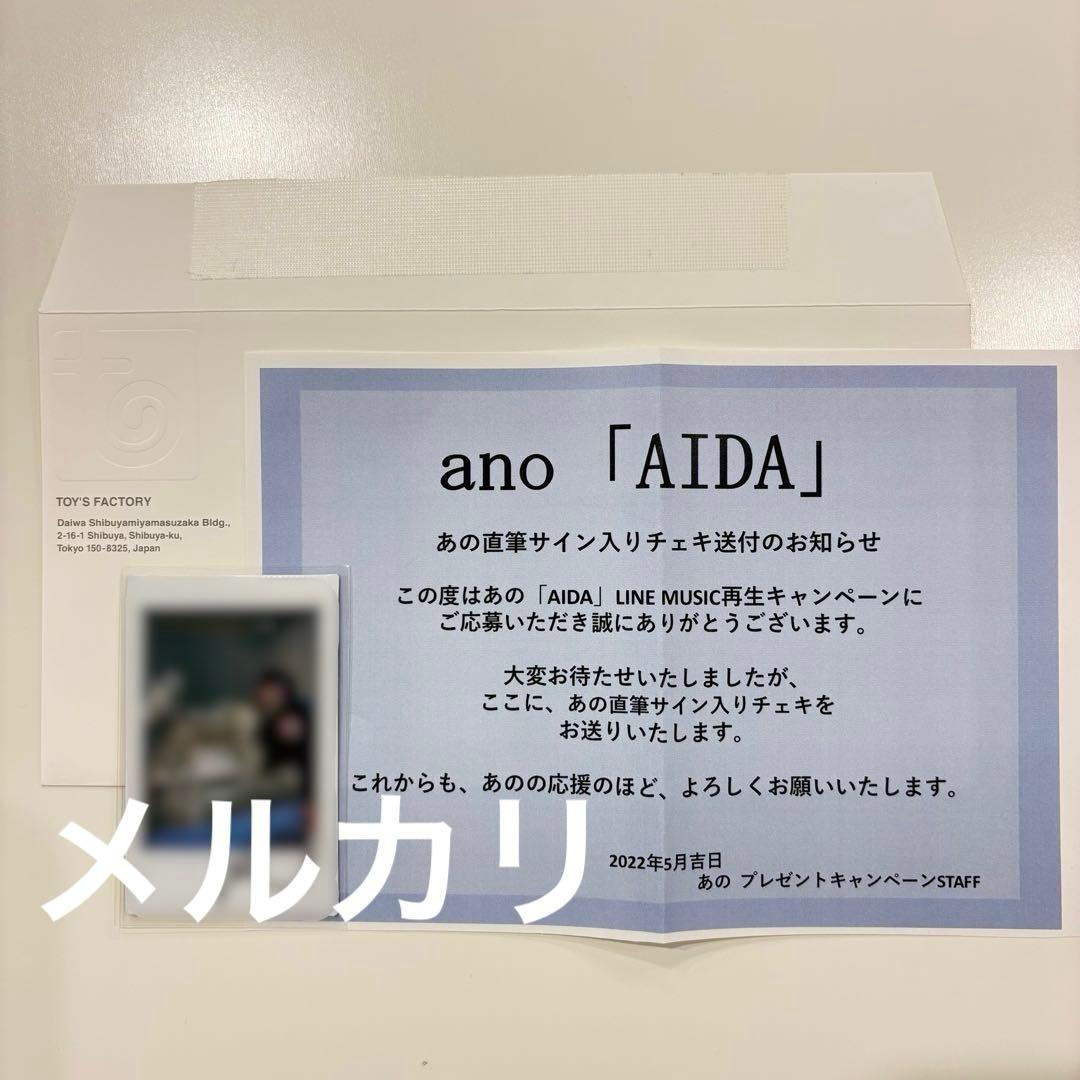 TOY'S FACTORY
Daiwa Shibuyamiyamasuzaka Bldg.,
2-16-1 Shibuya, Shibuya-ku,
Tokyo 150-8325, Japan
ano「AIDA」
あの直筆サイン入りチェキ送付のお知らせ
この度はあの「AIDA」LINE MUSIC再生キャンペーンに
ご応募いただき誠にありがとうございます。
大変お待たせいたしましたが、
ここに、あの直筆サイン入りチェキを
お送りいたします。
これからも、あのの応援のほど、よろしくお願いいたします。
2022年5月吉日
あの プレゼントキャンペーンSTAFF
メルカリ